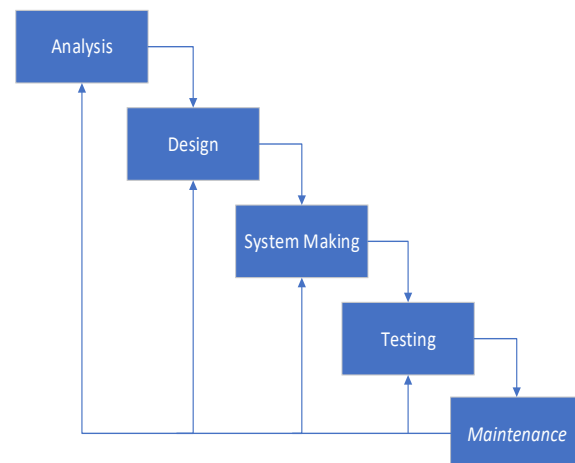 Analysis
Design
System Making
Testing
Maintenance